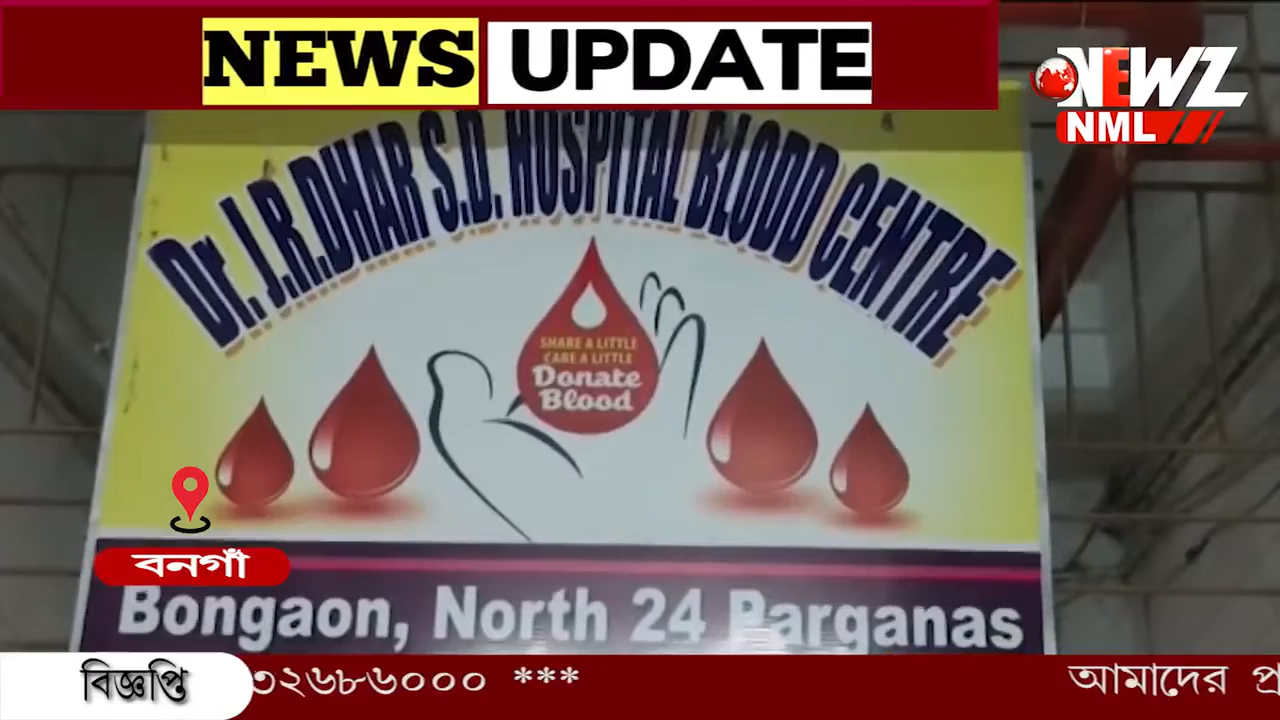 NEWS UPDATE
NEWZ
NML
Dr. J.R.DHAR S.D. HOSPITAL BLOOD CENTRE
SHARE A LITTLE
CARE A LITTLE
Donate
Blood
বনগাঁ
Bongaon, North 24 Parganas
বিজ্ঞপ্তি ৩২৬৮৬০০০ *** আমাদের